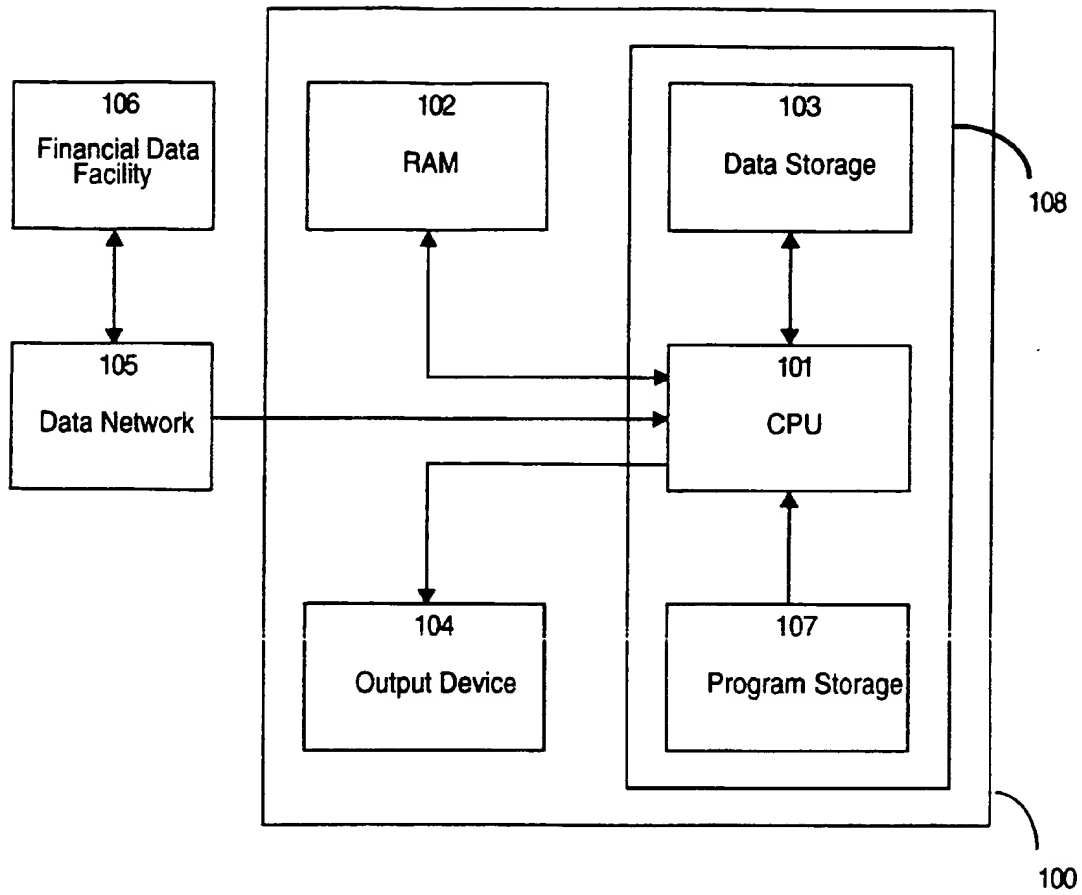 106
Financial Data
Facility
102
RAM
103
Data Storage
108
105
Data Network
101
CPU
104
Output Device
107
Program Storage
100